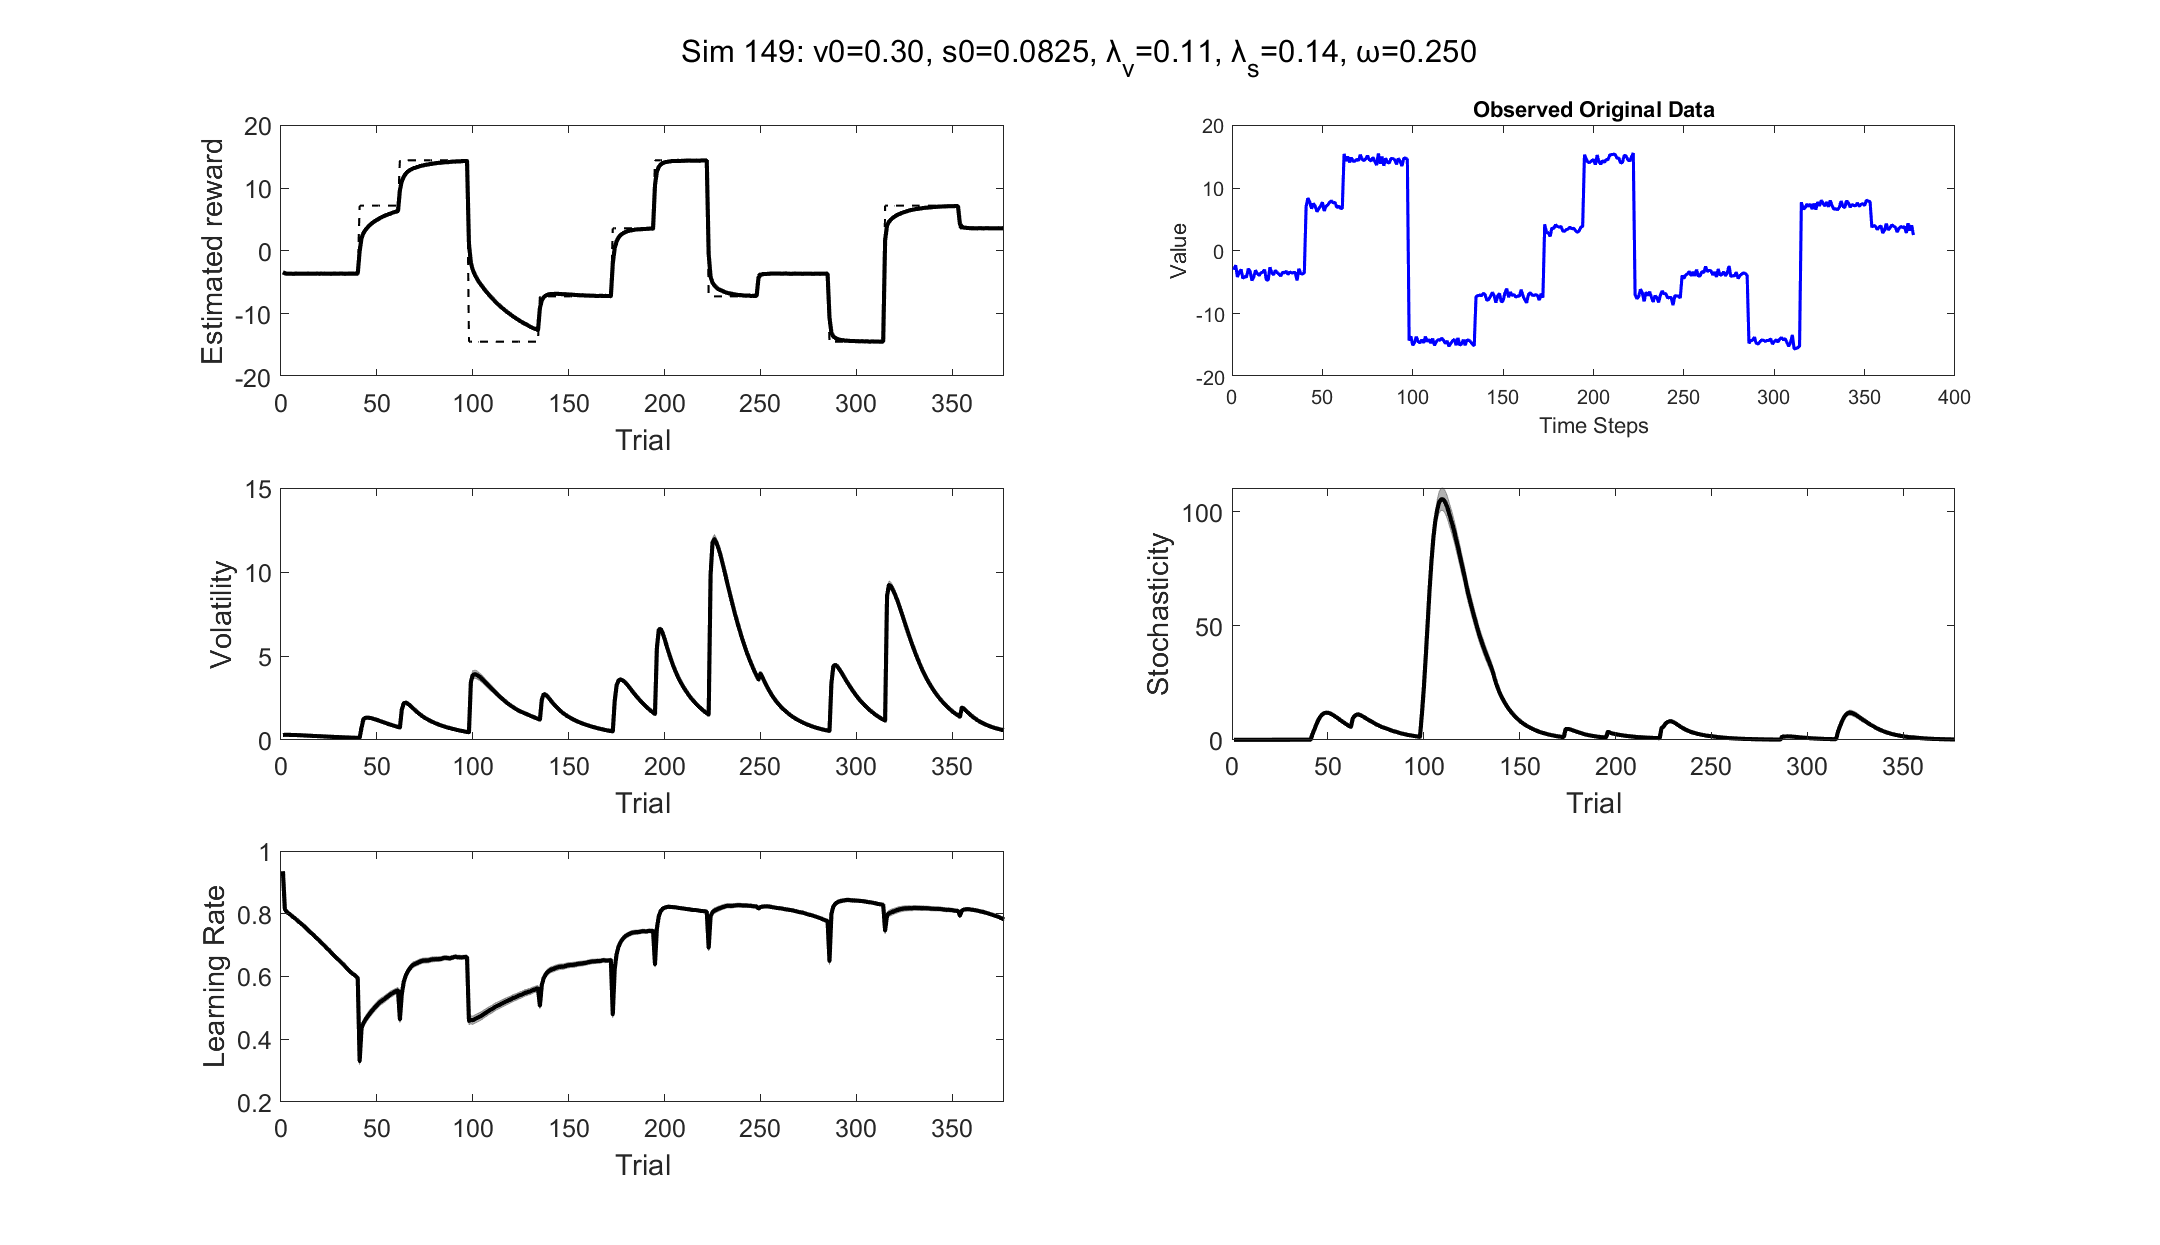 Sim 149: v0=0.30, s0=0.0825, λv=0.11, λs=0.14, ω=0.250
20
10
0
-10
-20
Estimated reward
0 50 100 150 200 250 300 350
Trial
Observed Original Data
20
10
0
-10
-20
Value
0 50 100 150 200 250 300 350 400
Time Steps
15
10
5
0
Volatility
0 50 100 150 200 250 300 350
Trial
100
50
0
Stochasticity
0 50 100 150 200 250 300 350
Trial
1
0.8
0.6
0.4
0.2
Learning Rate
0 50 100 150 200 250 300 350
Trial